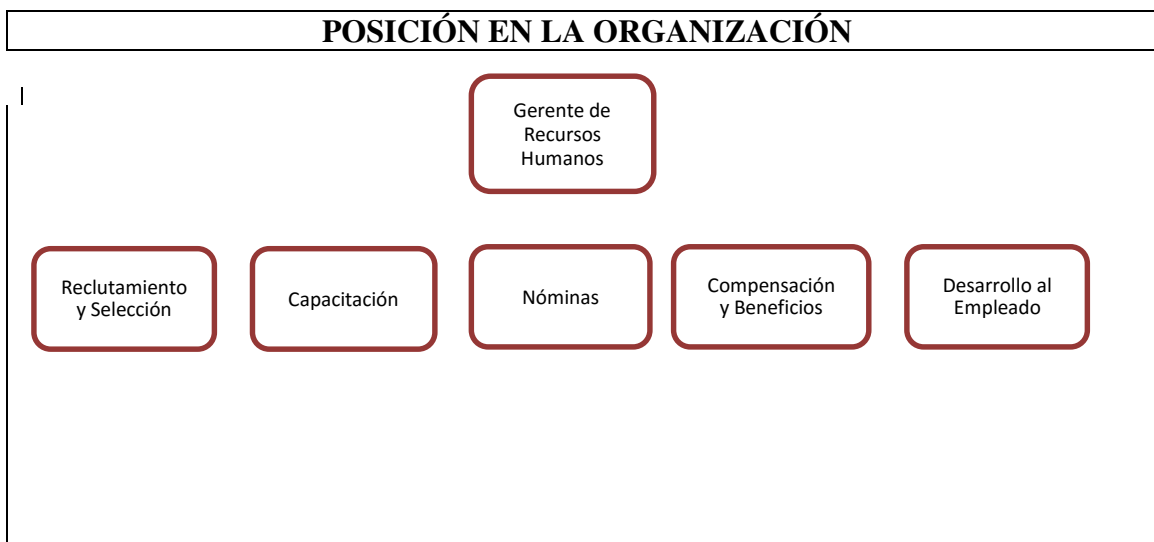 POSICIÓN EN LA ORGANIZACIÓN
Gerente de
Recursos
Humanos
Reclutamiento
y Selección
Capacitación
Nóminas
Compensación
y Beneficios
Desarrollo al
Empleado